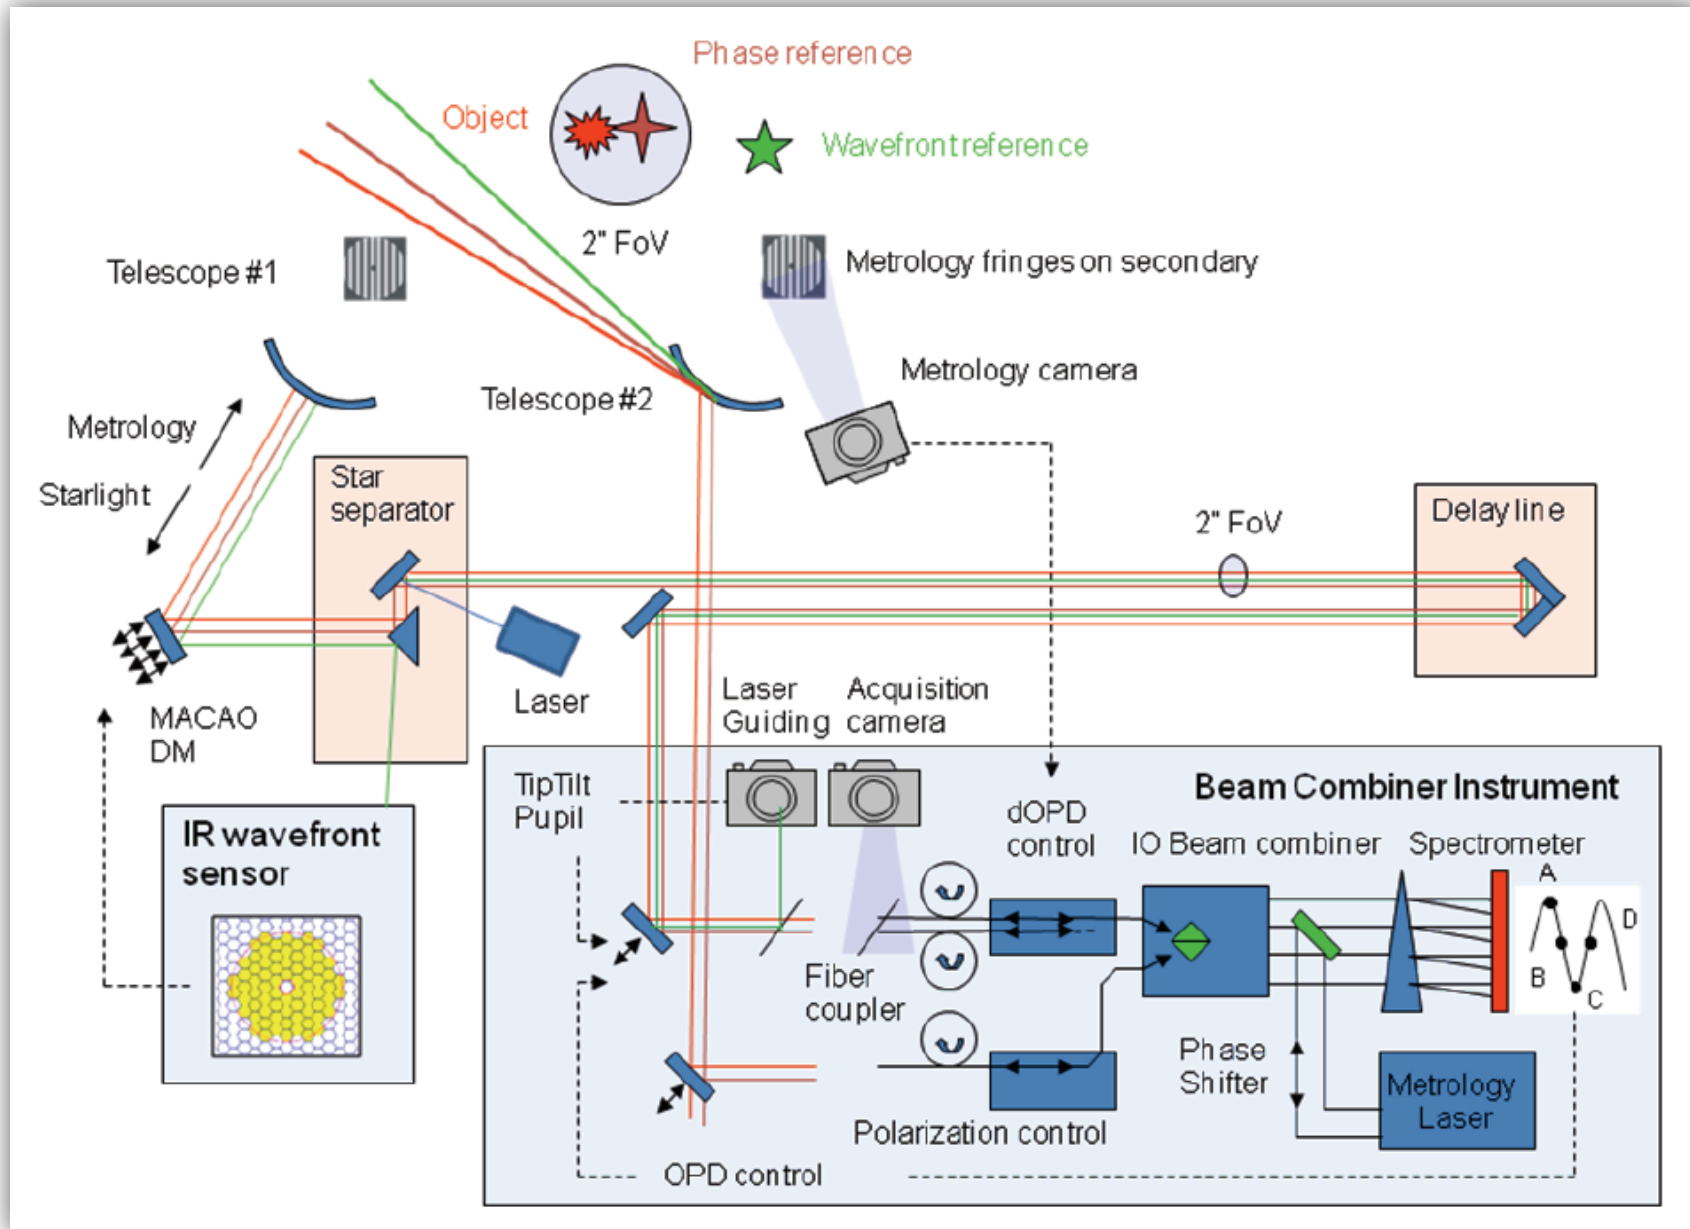 Phase reference
Object
Wavefront reference
2" FoV
Telescope #1
Metrology fringes on secondary
Metrology camera
Telescope #2
Metrology
Starlight
Star
separator
2" FoV
Delay line
Laser
MACAO
DM
Laser
Guiding
Acquisition
camera
TipTilt
Pupil
Beam Combiner Instrument
dOPD
control
IO Beam combiner
Spectrometer
IR wavefront
sensor
A
D
B
C
Fiber
coupler
Phase
Shifter
Metrology
Laser
Polarization control
OPD control